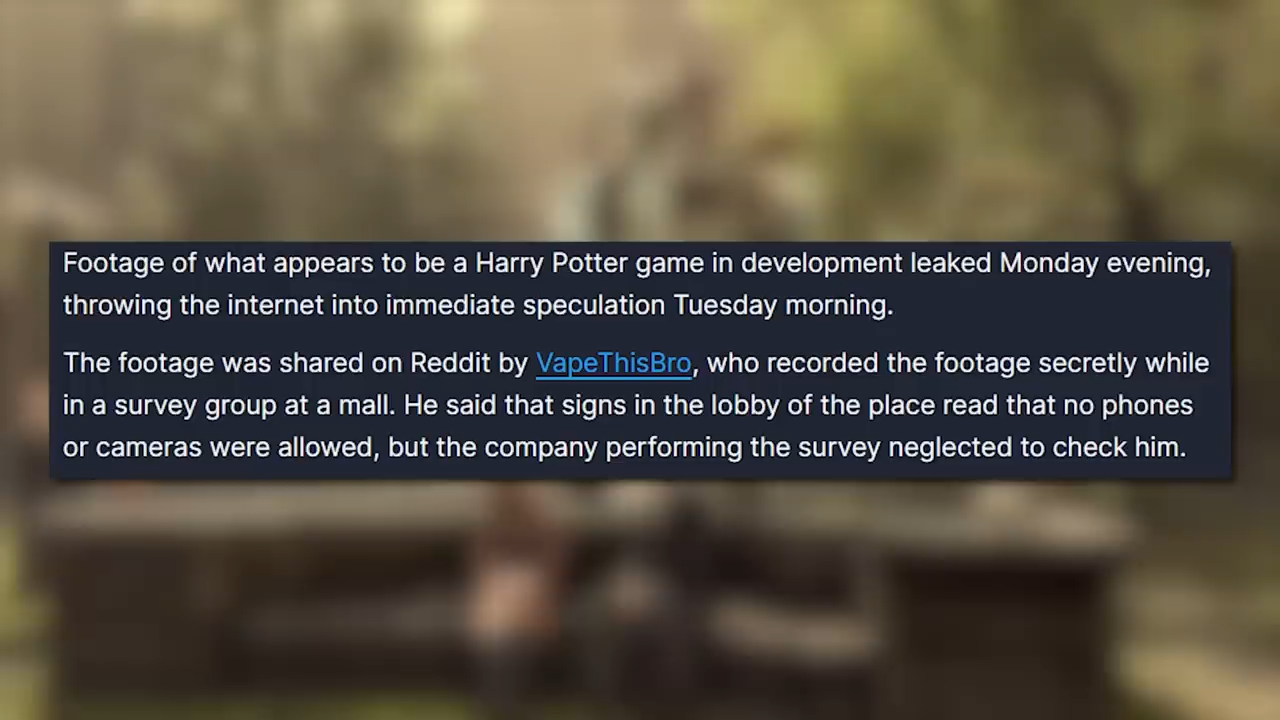 Footage of what appears to be a Harry Potter game in development leaked Monday evening,
throwing the internet into immediate speculation Tuesday morning.
The footage was shared on Reddit by VapeThisBro, who recorded the footage secretly while
in a survey group at a mall. He said that signs in the lobby of the place read that no phones
or cameras were allowed, but the company performing the survey neglected to check him.